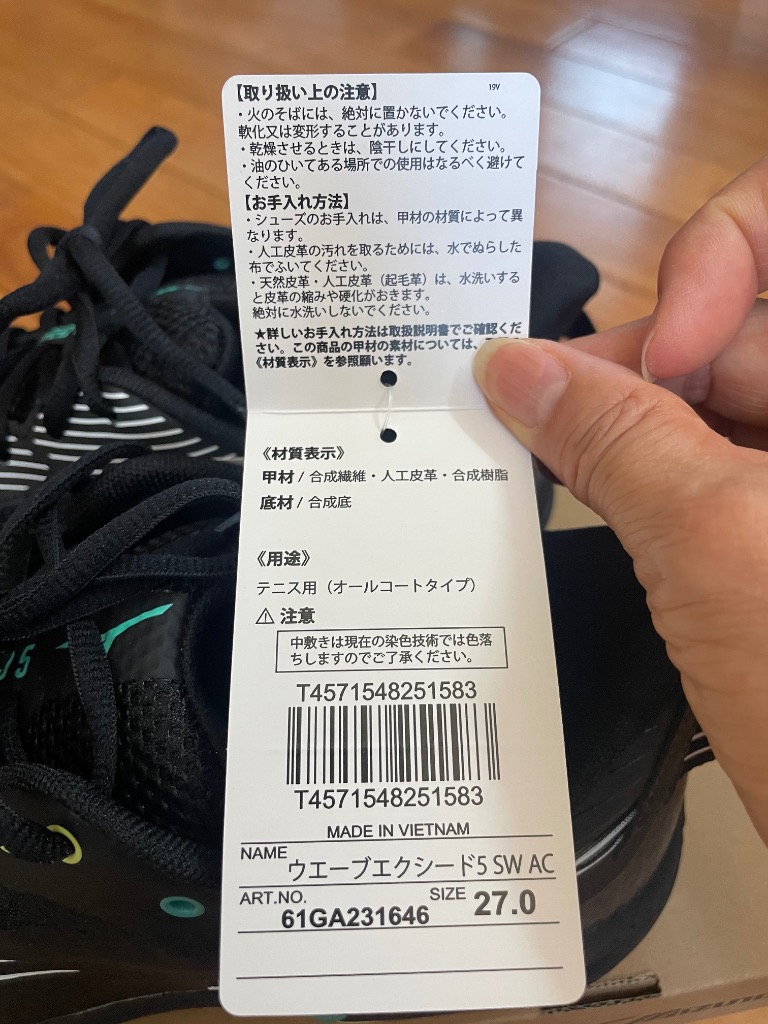 【取り扱い上の注意】
19V
・火のそばには、絶対に置かないでください。
軟化又は変形することがあります。
・乾燥させるときは、陰干しにしてください。
・油のひいてある場所での使用はなるべく避けて
ください。
【お手入れ方法】
・シューズのお手入れは、甲材の材質によって異
なります。
・人工皮革の汚れを取るためには、水でぬらした
布でふいてください。
・天然皮革・人工皮革（起毛革）は、水洗いする
と皮革の縮みや硬化がおきます。
絶対に水洗いしないでください。
★詳しいお手入れ方法は取扱説明書でご確認くだ
さい。この商品の甲材の素材については、
《材質表示》を参照願います。
《材質表示》
甲材 / 合成繊維・人工皮革・合成樹脂
底材 / 合成底
《用途》
テニス用（オールコートタイプ）
⚠ 注意
中敷きは現在の染色技術では色落
ちしますのでご了承ください。
T4571548251583
T4571548251583
MADE IN VIETNAM
NAME ウエーブエクシード5 SW AC
ART.NO. 61GA231646 SIZE 27.0